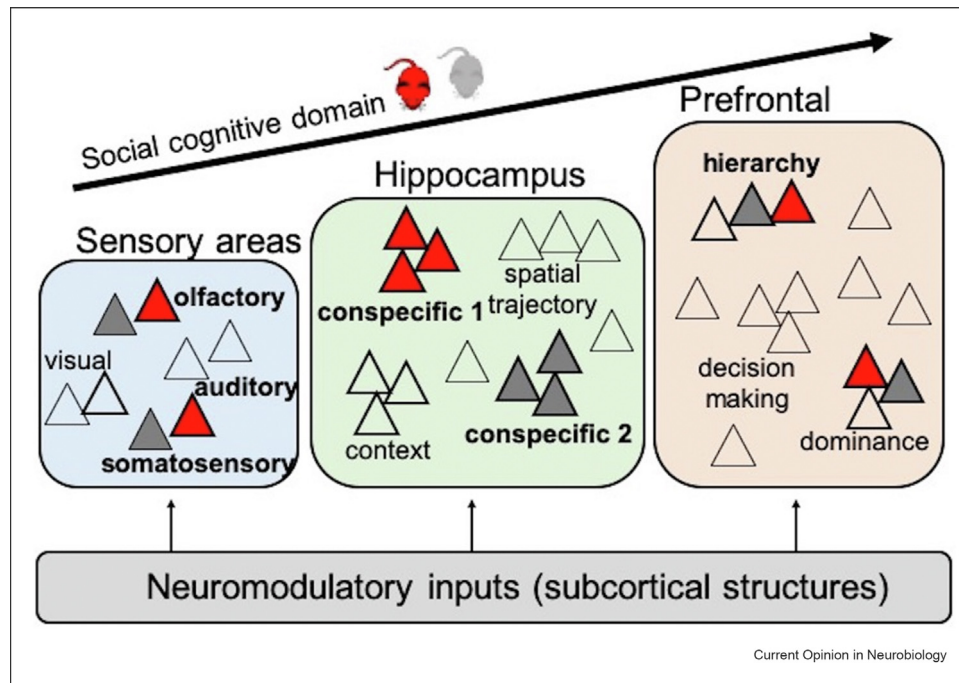 Social cognitive domain
Prefrontal
hierarchy
Hippocampus
Sensory areas
olfactory
visual
auditory
somatosensory
conspecific 1
spatial
trajectory
context
conspecific 2
decision
making
dominance
Neuromodulatory inputs (subcortical structures)
Current Opinion in Neurobiology